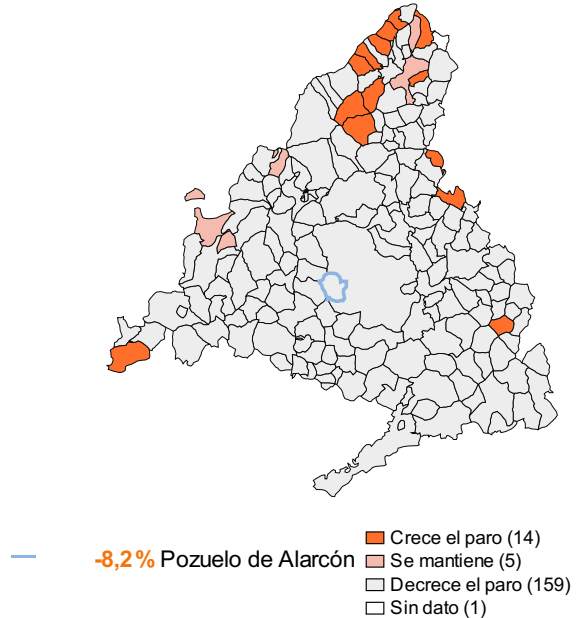 -8,2% Pozuelo de Alarcón
Crece el paro (14)
Se mantiene (5)
Decrece el paro (159)
Sin dato (1)